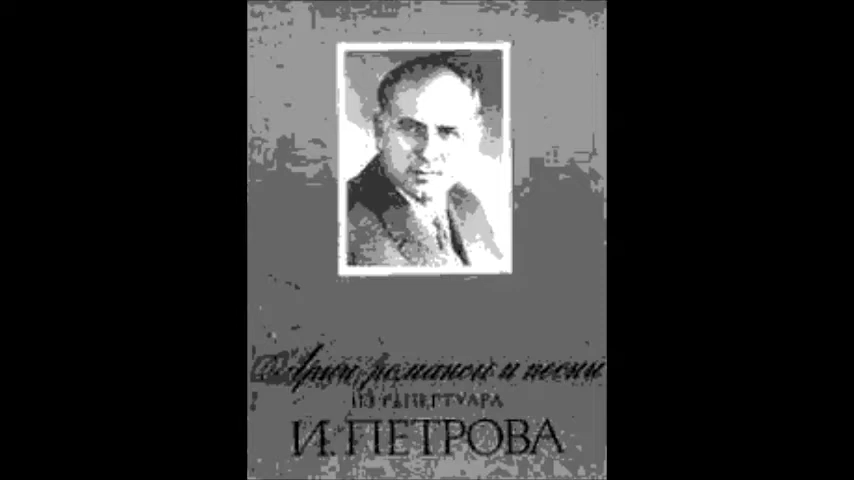 Арии, романсы и песни
ИЗ РЕПЕРТУАРА
И. ПЕТРОВА